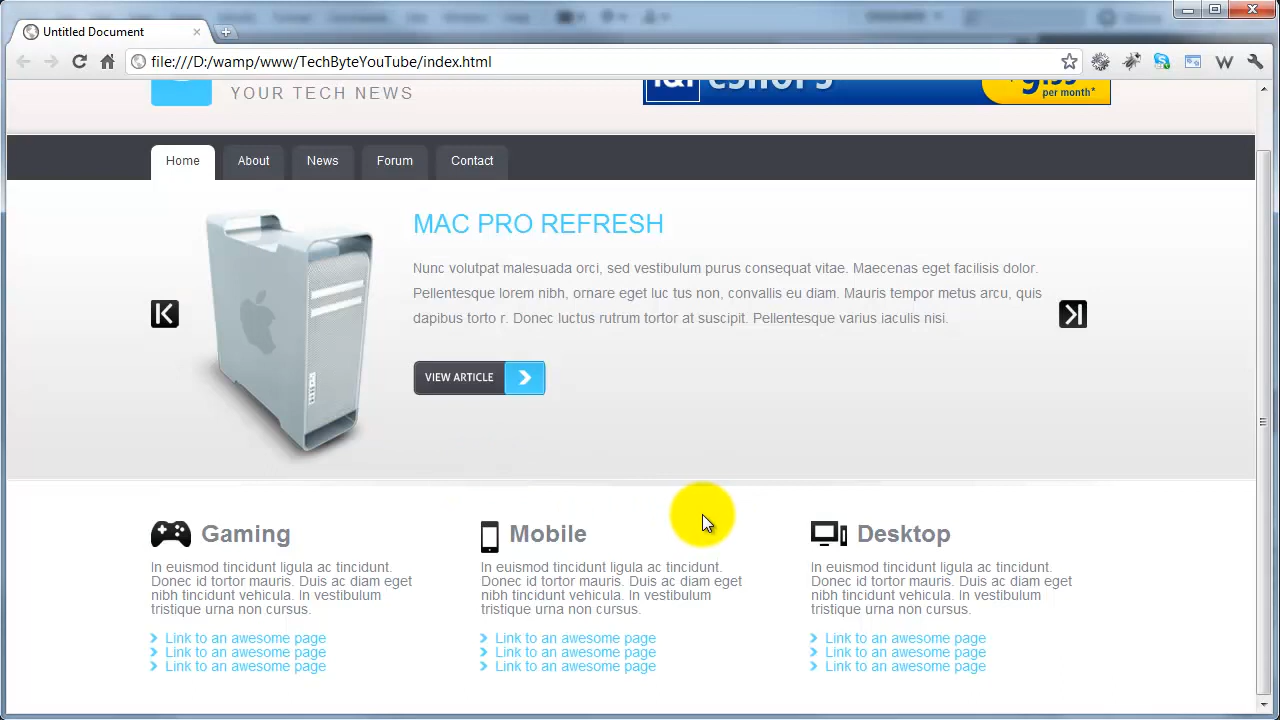 Untitled Document
file:///D:/wamp/www/TechByteYouTube/index.html
YOUR TECH NEWS
per month*
Home
About
News
Forum
Contact
MAC PRO REFRESH
Nunc volutpat malesuada orci, sed vestibulum purus consequat vitae. Maecenas eget facilisis dolor.
Pellentesque lorem nibh, ornare eget luc tus non, convallis eu diam. Mauris tempor metus arcu, quis
dapibus torto r. Donec luctus rutrum tortor at suscipit. Pellentesque varius iaculis nisi.
VIEW ARTICLE
Gaming
In euismod tincidunt ligula ac tincidunt.
Donec id tortor mauris. Duis ac diam eget
nibh tincidunt vehicula. In vestibulum
tristique urna non cursus.
Link to an awesome page
Link to an awesome page
Link to an awesome page
Mobile
In euismod tincidunt ligula ac tincidunt.
Donec id tortor mauris. Duis ac diam eget
nibh tincidunt vehicula. In vestibulum
tristique urna non cursus.
Link to an awesome page
Link to an awesome page
Link to an awesome page
Desktop
In euismod tincidunt ligula ac tincidunt.
Donec id tortor mauris. Duis ac diam eget
nibh tincidunt vehicula. In vestibulum
tristique urna non cursus.
Link to an awesome page
Link to an awesome page
Link to an awesome page